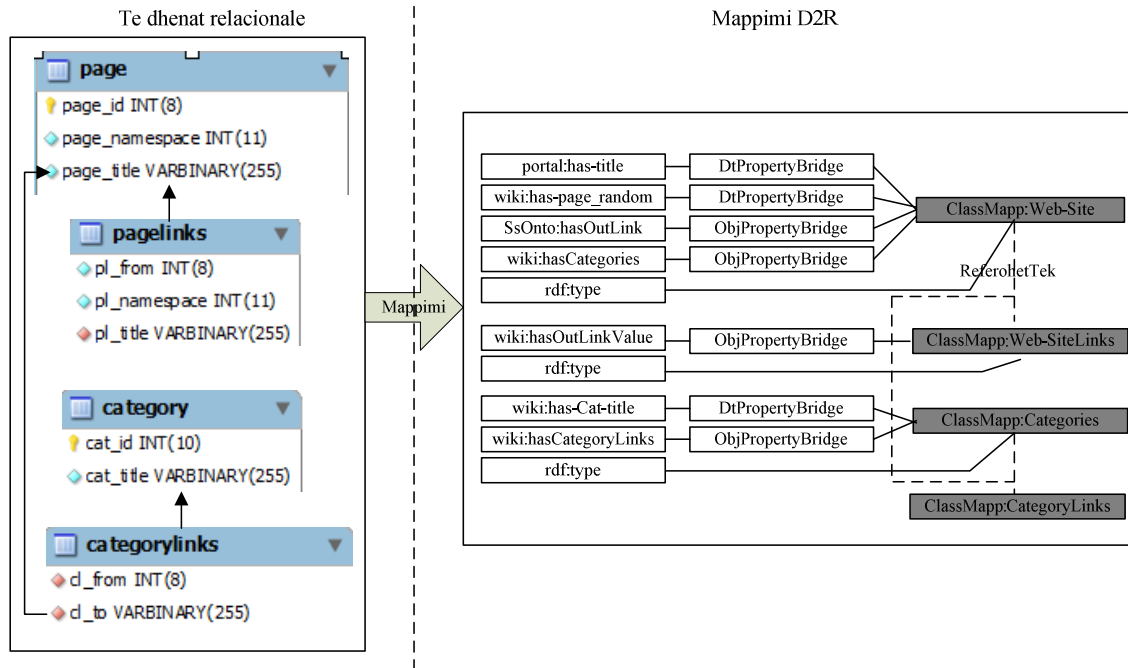 Te dhenat relacionale
page
page_id INT(8)
page_namespace INT(11)
page_title VARBINARY(255)
pagelinks
pl_from INT(8)
pl_namespace INT(11)
pl_title VARBINARY(255)
category
cat_id INT(10)
cat_title VARBINARY(255)
categorylinks
cl_from INT(8)
cl_to VARBINARY(255)
Mappimi
Mappimi D2R
portal:has-title DtPropertyBridge
wiki:has-page_random DtPropertyBridge
ClassMapp:Web-Site
SsOnto:hasOutLink ObjPropertyBridge
wiki:hasCategories ObjPropertyBridge
ReferohetTek
rdf:type
wiki:hasOutLinkValue ObjPropertyBridge ClassMapp:Web-SiteLinks
rdf:type
wiki:has-Cat-title DtPropertyBridge
ClassMapp:Categories
wiki:hasCategoryLinks ObjPropertyBridge
rdf:type
ClassMapp:CategoryLinks